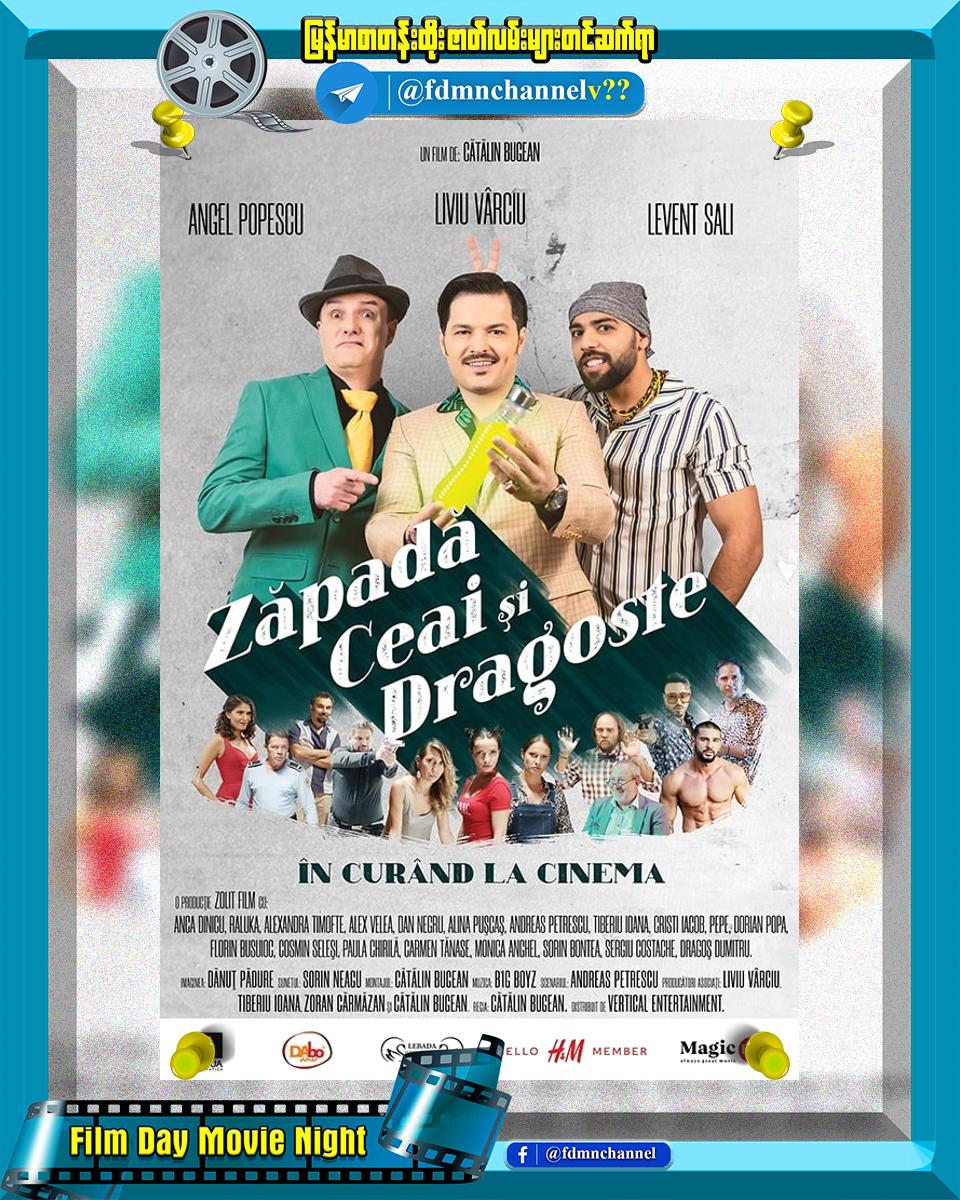 မြန်မာစာတန်းထိုးဇာတ်လမ်းများတင်ဆက်ရာ
@fdmnchannelv??
UN FILM DE: CĂTĂLIN BUGEAN
ANGEL POPESCU
LIVIU VÂRCIU
LEVENT SALI
Zăpadă
Ceai și
Dragoste
ÎN CURÂND LA CINEMA
O PRODUCȚIE ZOLIT FILM CU:
ANCA DINICU, RALUKA, ALEXANDRA TIMOFTE, ALEX VELEA, DAN NEGRU, ALINA PUȘCAȘ, ANDREAS PETRESCU, TIBERIU IOANA, CRISTI IACOB, PEPE, DORIAN POPA,
FLORIN BUSUIOC, COSMIN SELEȘI, PAULA CHIRILĂ, CARMEN TĂNASE, MONICA ANGHEL, SORIN BONTEA, SERGIU COSTACHE, DRAGOȘ DUMITRU.
IMAGINEA: DĂNUȚ PĂDURE SUNETUL: SORIN NEAGU MONTAJUL: CĂTĂLIN BUGEAN MUZICA: BIG BOYZ SCENARIUL: ANDREAS PETRESCU PRODUCĂTORI ASOCIAȚI: LIVIU VÂRCIU,
TIBERIU IOANA, ZORAN CĂRMĂZAN ȘI CĂTĂLIN BUGEAN. REGIA: CĂTĂLIN BUGEAN. DISTRIBUIT DE VERTICAL ENTERTAINMENT.
DAbo
LEBADA
H&M MEMBER
Magic
always great music
Film Day Movie Night
@fdmnchannel